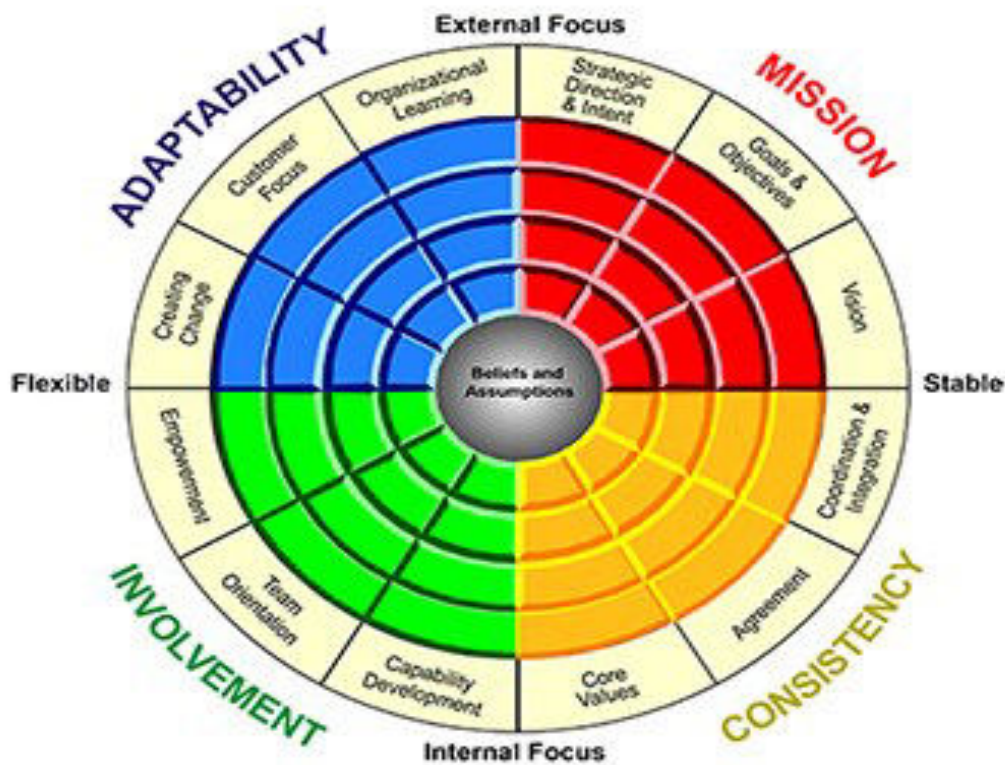 External Focus
ADAPTABILITY
MISSION
Organizational
Learning
Strategic
Direction
& Intent
Customer
Focus
Goals &
Objectives
Creating
Change
Vision
Flexible
Beliefs and
Assumptions
Stable
Empowerment
Coordination &
Integration
Team
Orientation
Agreement
Capability
Development
Core
Values
INVOLVEMENT
CONSISTENCY
Internal Focus